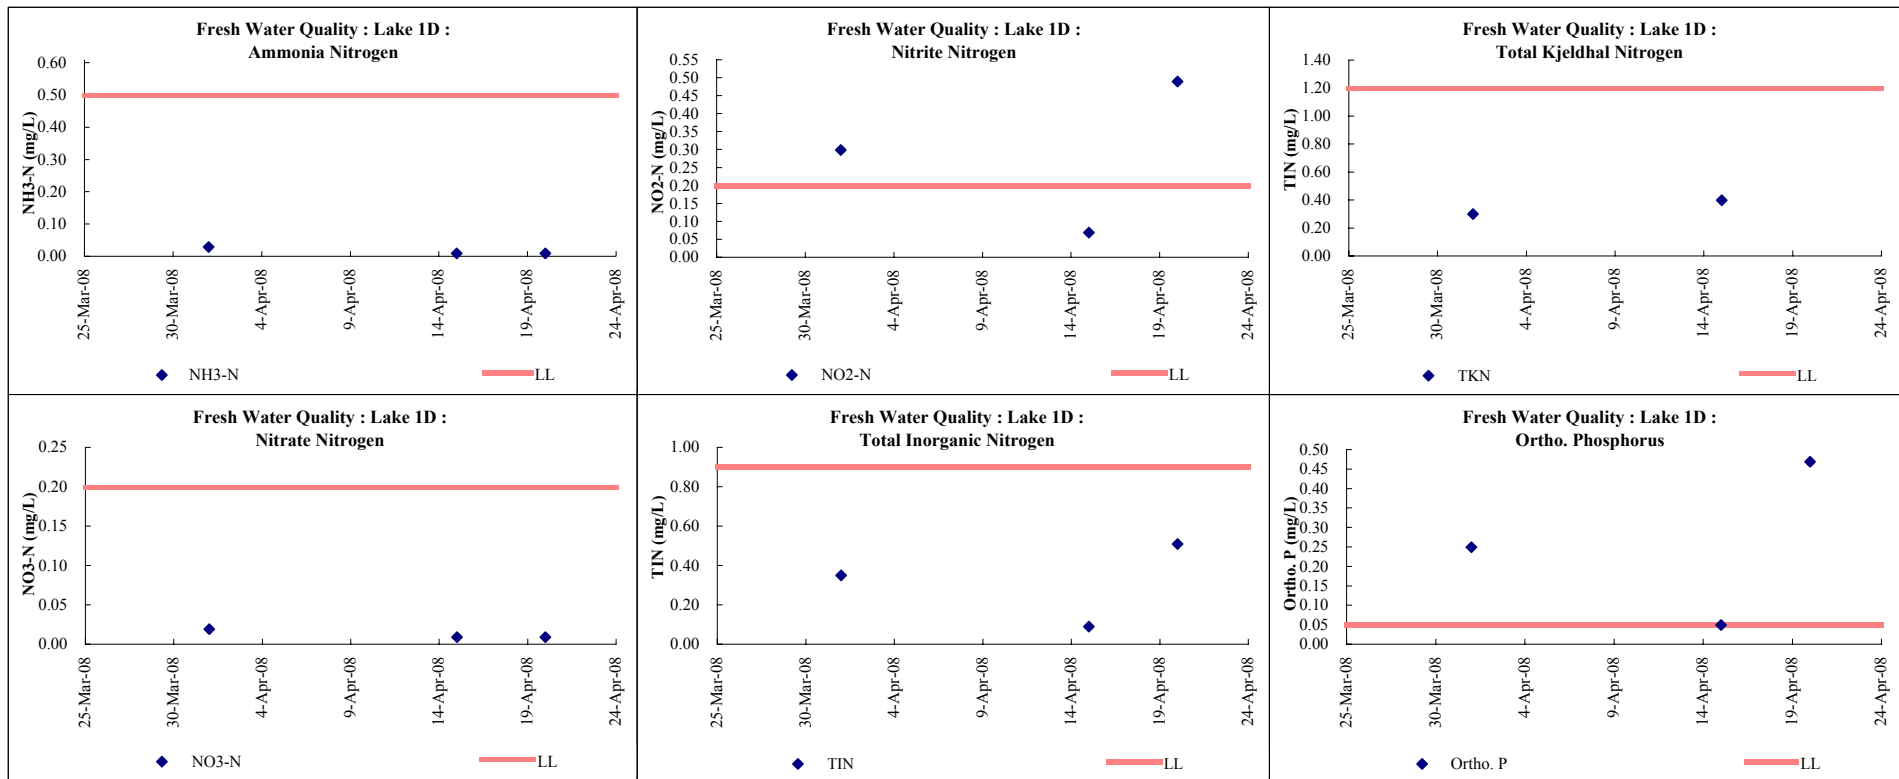 Fresh Water Quality : Lake 1D :
Ammonia Nitrogen
NH3-N (mg/L)
0.60
0.50
0.40
0.30
0.20
0.10
0.00
25-Mar-08
30-Mar-08
4-Apr-08
9-Apr-08
14-Apr-08
19-Apr-08
24-Apr-08
NH3-N
LL
Fresh Water Quality : Lake 1D :
Nitrite Nitrogen
NO2-N (mg/L)
0.55
0.50
0.45
0.40
0.35
0.30
0.25
0.20
0.15
0.10
0.05
0.00
25-Mar-08
30-Mar-08
4-Apr-08
9-Apr-08
14-Apr-08
19-Apr-08
24-Apr-08
NO2-N
LL
Fresh Water Quality : Lake 1D :
Total Kjeldhal Nitrogen
TIN (mg/L)
1.40
1.20
1.00
0.80
0.60
0.40
0.20
0.00
25-Mar-08
30-Mar-08
4-Apr-08
9-Apr-08
14-Apr-08
19-Apr-08
24-Apr-08
TKN
LL
Fresh Water Quality : Lake 1D :
Nitrate Nitrogen
NO3-N (mg/L)
0.25
0.20
0.15
0.10
0.05
0.00
25-Mar-08
30-Mar-08
4-Apr-08
9-Apr-08
14-Apr-08
19-Apr-08
24-Apr-08
NO3-N
LL
Fresh Water Quality : Lake 1D :
Total Inorganic Nitrogen
TIN (mg/L)
1.00
0.80
0.60
0.40
0.20
0.00
25-Mar-08
30-Mar-08
4-Apr-08
9-Apr-08
14-Apr-08
19-Apr-08
24-Apr-08
TIN
LL
Fresh Water Quality : Lake 1D :
Ortho. Phosphorus
Ortho. P (mg/L)
0.50
0.45
0.40
0.35
0.30
0.25
0.20
0.15
0.10
0.05
0.00
25-Mar-08
30-Mar-08
4-Apr-08
9-Apr-08
14-Apr-08
19-Apr-08
24-Apr-08
Ortho. P
LL